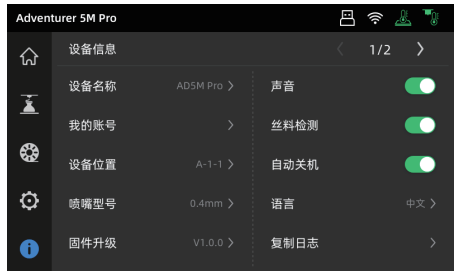 Adventurer 5M Pro
设备信息
1/2
设备名称 AD5M Pro
声音
我的账号
丝料检测
设备位置 A-1-1
自动关机
喷嘴型号 0.4mm
语言 中文
固件升级 V1.0.0
复制日志